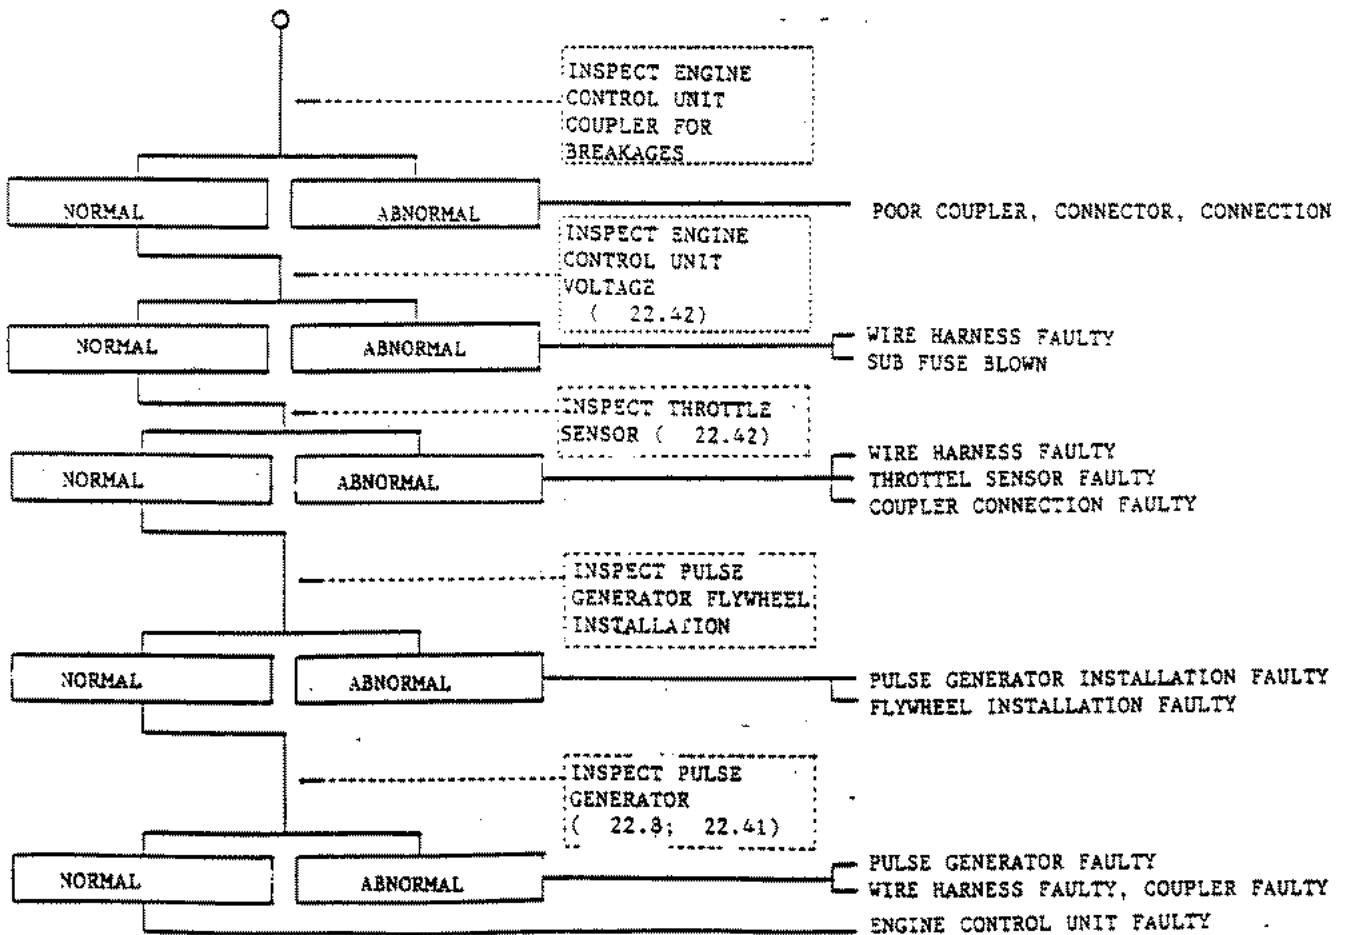 INSPECT ENGINE
CONTROL UNIT
COUPLER FOR
BREAKAGES
NORMAL
ABNORMAL
POOR COUPLER, CONNECTOR, CONNECTION
INSPECT ENGINE
CONTROL UNIT
VOLTAGE
( 22.42)
NORMAL
ABNORMAL
WIRE HARNESS FAULTY
SUB FUSE BLOWN
INSPECT THROTTLE
SENSOR ( 22.42)
NORMAL
ABNORMAL
WIRE HARNESS FAULTY
THROTTEL SENSOR FAULTY
COUPLER CONNECTION FAULTY
INSPECT PULSE
GENERATOR FLYWHEEL
INSTALLATION
NORMAL
ABNORMAL
PULSE GENERATOR INSTALLATION FAULTY
FLYWHEEL INSTALLATION FAULTY
INSPECT PULSE
GENERATOR
( 22.8; 22.41)
NORMAL
ABNORMAL
PULSE GENERATOR FAULTY
WIRE HARNESS FAULTY, COUPLER FAULTY
ENGINE CONTROL UNIT FAULTY